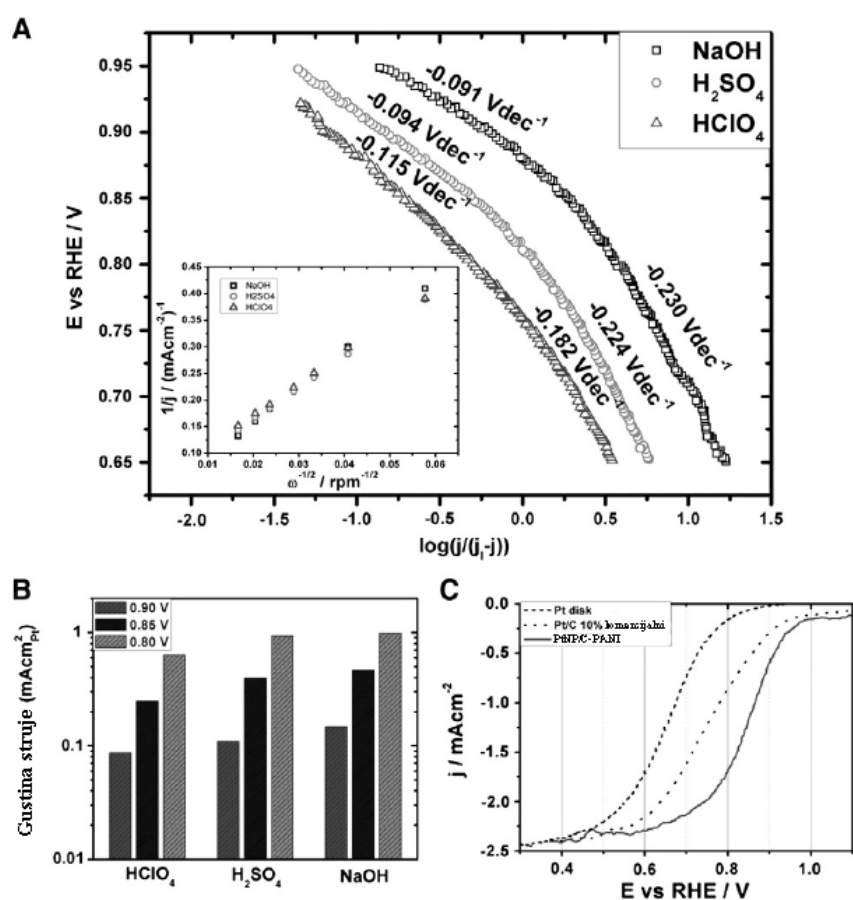 A
E vs RHE / V
0.95
0.90
0.85
0.80
0.75
0.70
0.65
NaOH
H₂SO₄
HClO₄
-0.091 Vdec⁻¹
-0.094 Vdec⁻¹
-0.115 Vdec⁻¹
-0.230 Vdec⁻¹
-0.224 Vdec⁻¹
-0.182 Vdec⁻¹
1/j / (mAcm⁻²)⁻¹
0.40
0.35
0.30
0.25
0.20
0.15
0.10
NaOH
H2SO4
HClO4
0.01 0.02 0.03 0.04 0.05 0.06
ω⁻¹/² / rpm⁻¹/²
-2.0 -1.5 -1.0 -0.5 0.0 0.5 1.0 1.5
log(j/(jₗ-j))
B
Gustina struje (mAcm²Pt)
1
0.1
0.01
0.90 V
0.85 V
0.80 V
HClO₄ H₂SO₄ NaOH
C
j / mAcm⁻²
0.0
-0.5
-1.0
-1.5
-2.0
-2.5
Pt disk
Pt/C 10% komercijalni
PtNP/C-PANI
0.4 0.6 0.8 1.0
E vs RHE / V